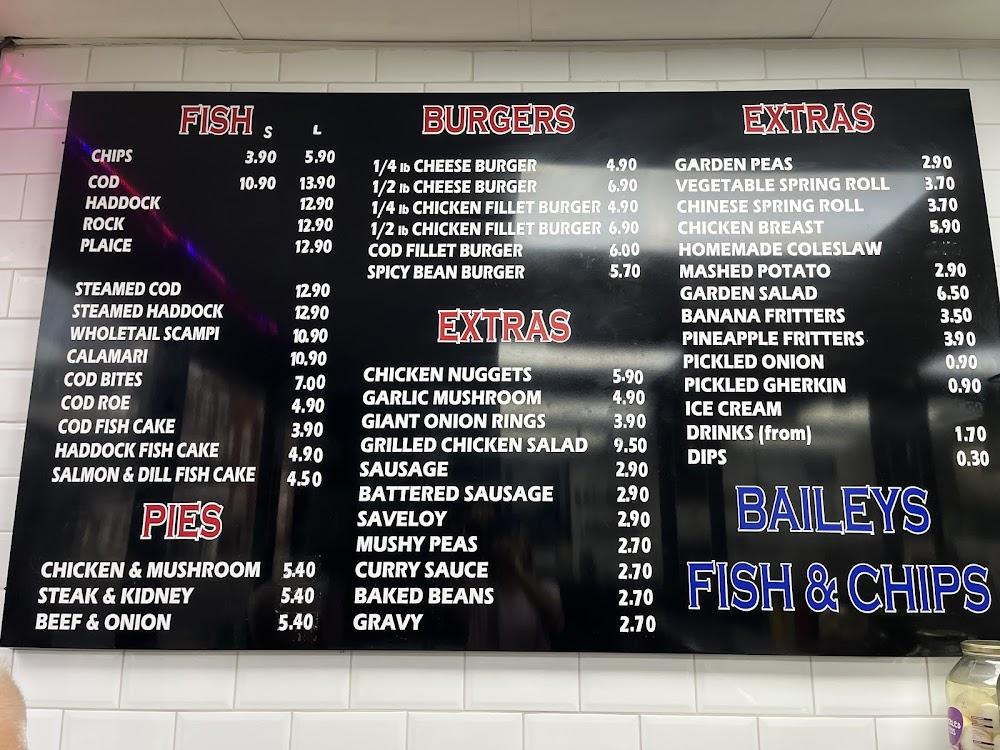 FISH S L
CHIPS 3.90 5.90
COD 10.90 13.90
HADDOCK 12.90
ROCK 12.90
PLAICE 12.90
STEAMED COD 12.90
STEAMED HADDOCK 12.90
WHOLETAIL SCAMPI 10.90
CALAMARI 10.90
COD BITES 7.00
COD ROE 4.90
COD FISH CAKE 3.90
HADDOCK FISH CAKE 4.90
SALMON & DILL FISH CAKE 4.50
PIES
CHICKEN & MUSHROOM 5.40
STEAK & KIDNEY 5.40
BEEF & ONION 5.40
BURGERS
1/4 lb CHEESE BURGER 4.90
1/2 lb CHEESE BURGER 6.90
1/4 lb CHICKEN FILLET BURGER 4.90
1/2 lb CHICKEN FILLET BURGER 6.90
COD FILLET BURGER 6.00
SPICY BEAN BURGER 5.70
EXTRAS
CHICKEN NUGGETS 5.90
GARLIC MUSHROOM 4.90
GIANT ONION RINGS 3.90
GRILLED CHICKEN SALAD 9.50
SAUSAGE 2.90
BATTERED SAUSAGE 2.90
SAVELOY 2.90
MUSHY PEAS 2.70
CURRY SAUCE 2.70
BAKED BEANS 2.70
GRAVY 2.70
EXTRAS
GARDEN PEAS 2.90
VEGETABLE SPRING ROLL 3.70
CHINESE SPRING ROLL 3.70
CHICKEN BREAST 5.90
HOMEMADE COLESLAW
MASHED POTATO 2.90
GARDEN SALAD 6.50
BANANA FRITTERS 3.50
PINEAPPLE FRITTERS 3.90
PICKLED ONION 0.90
PICKLED GHERKIN 0.90
ICE CREAM
DRINKS (from) 1.70
DIPS 0.30
BAILEYS
FISH & CHIPS